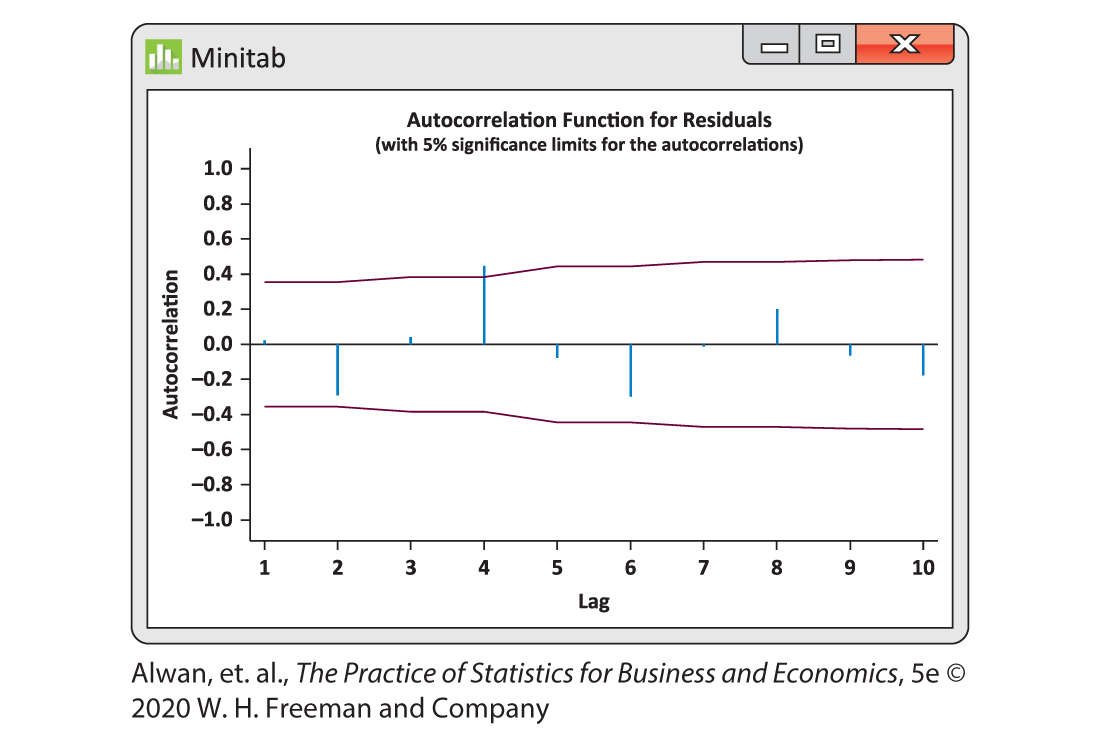 Minitab
Autocorrelation Function for Residuals
(with 5% significance limits for the autocorrelations)
1.0
0.8
0.6
0.4
0.2
0.0
−0.2
−0.4
−0.6
−0.8
−1.0
Autocorrelation
1 2 3 4 5 6 7 8 9 10
Lag
Alwan, et. al., The Practice of Statistics for Business and Economics, 5e ©
2020 W. H. Freeman and Company